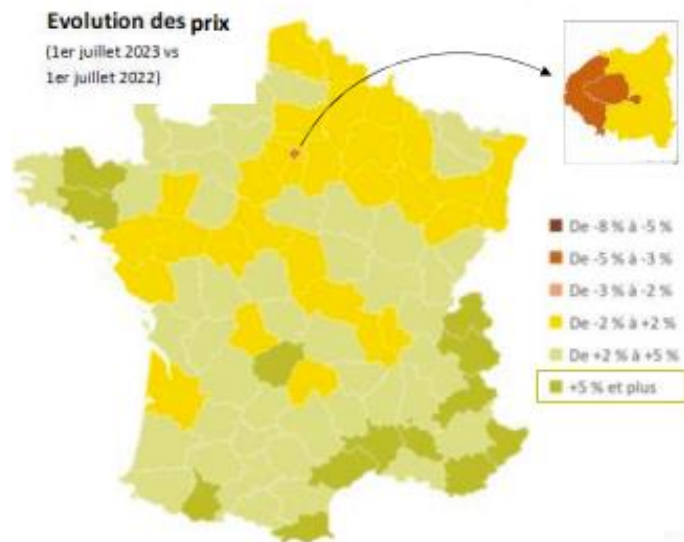 Evolution des prix
(1er juillet 2023 vs
1er juillet 2022)
De -8 % à -5 %
De -5 % à -3 %
De -3 % à -2 %
De -2 % à +2 %
De +2 % à +5 %
+5 % et plus